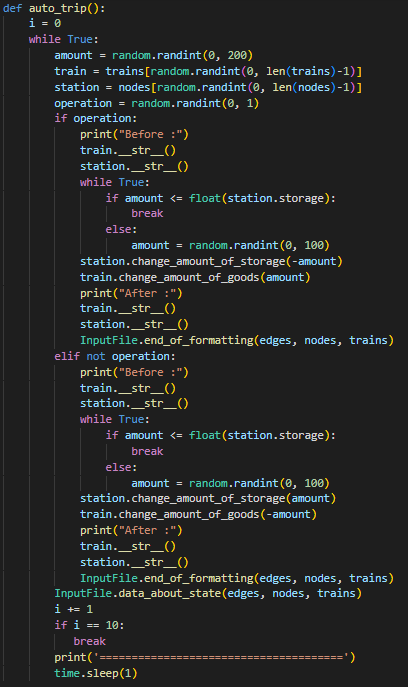 def auto_trip():
    i = 0
    while True:
        amount = random.randint(0, 200)
        train = trains[random.randint(0, len(trains)-1)]
        station = nodes[random.randint(0, len(nodes)-1)]
        operation = random.randint(0, 1)
        if operation:
            print("Before :")
            train.__str__()
            station.__str__()
            while True:
                if amount <= float(station.storage):
                    break
                else:
                    amount = random.randint(0, 100)
            station.change_amount_of_storage(-amount)
            train.change_amount_of_goods(amount)
            print("After :")
            train.__str__()
            station.__str__()
            InputFile.end_of_formatting(edges, nodes, trains)
        elif not operation:
            print("Before :")
            train.__str__()
            station.__str__()
            while True:
                if amount <= float(station.storage):
                    break
                else:
                    amount = random.randint(0, 100)
            station.change_amount_of_storage(amount)
            train.change_amount_of_goods(-amount)
            print("After :")
            train.__str__()
            station.__str__()
            InputFile.end_of_formatting(edges, nodes, trains)
        InputFile.data_about_state(edges, nodes, trains)
        i += 1
        if i == 10:
           break
        print('======================================')
        time.sleep(1)